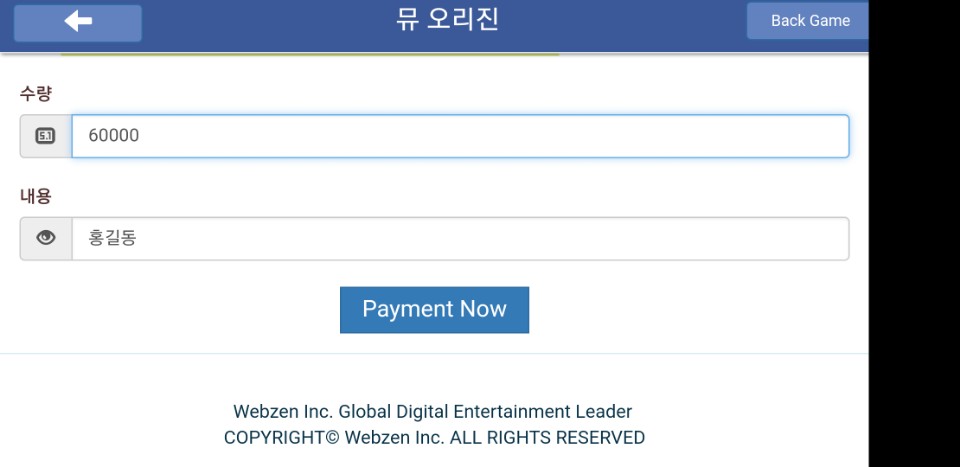 뮤 오리진
Back Game
수량
5.1
60000
내용
홍길동
Payment Now
Webzen Inc. Global Digital Entertainment Leader
COPYRIGHT© Webzen Inc. ALL RIGHTS RESERVED